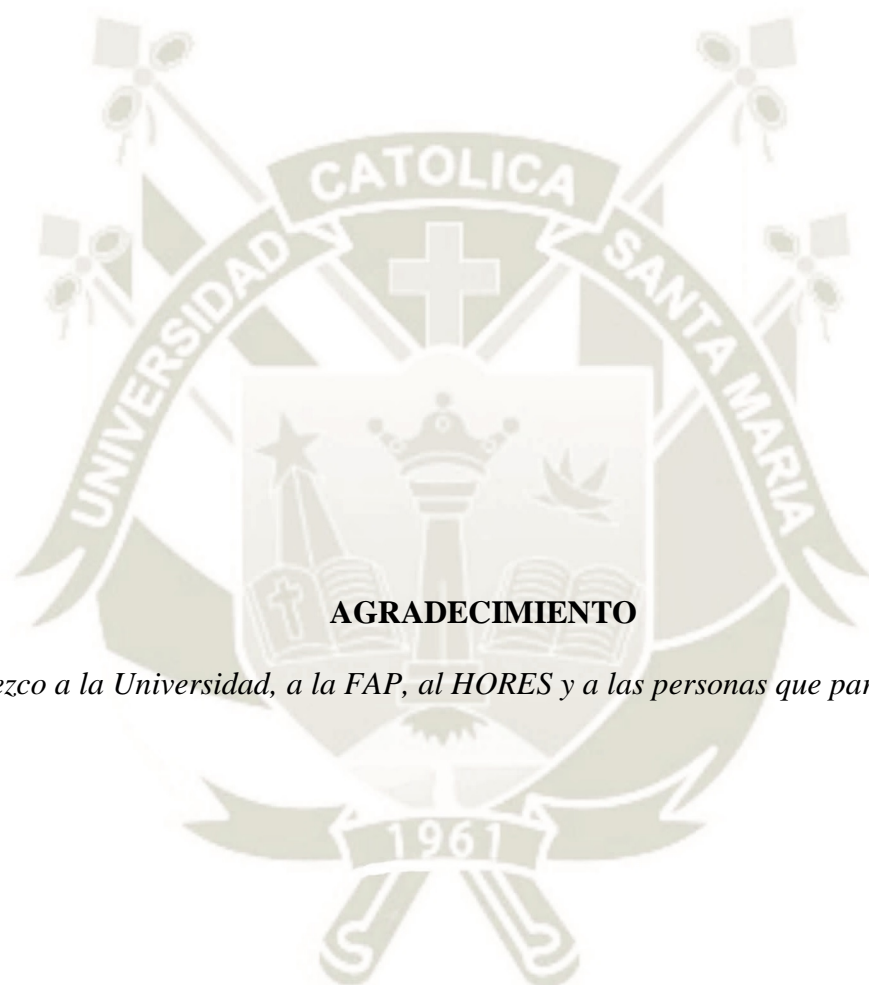 CATOLICA
UNIVERSIDAD
SANTA MARIA
AGRADECIMIENTO
ezco a la Universidad, a la FAP, al HORES y a las personas que par
1961